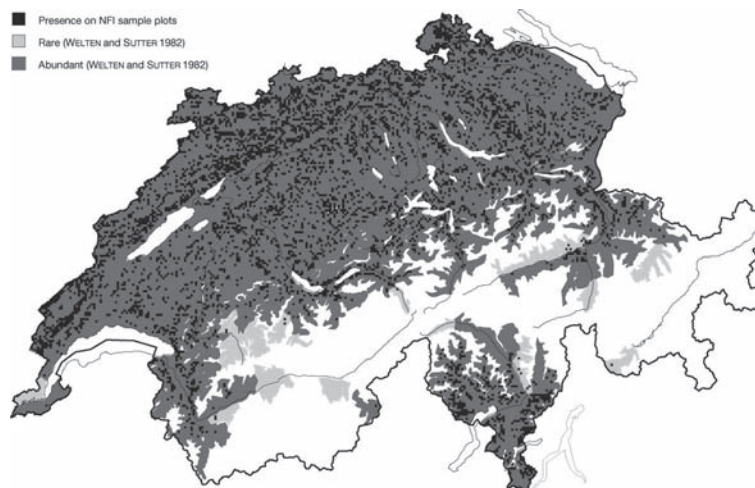 Presence on NFI sample plots
Rare (WELTEN and SUTTER 1982)
Abundant (WELTEN and SUTTER 1982)